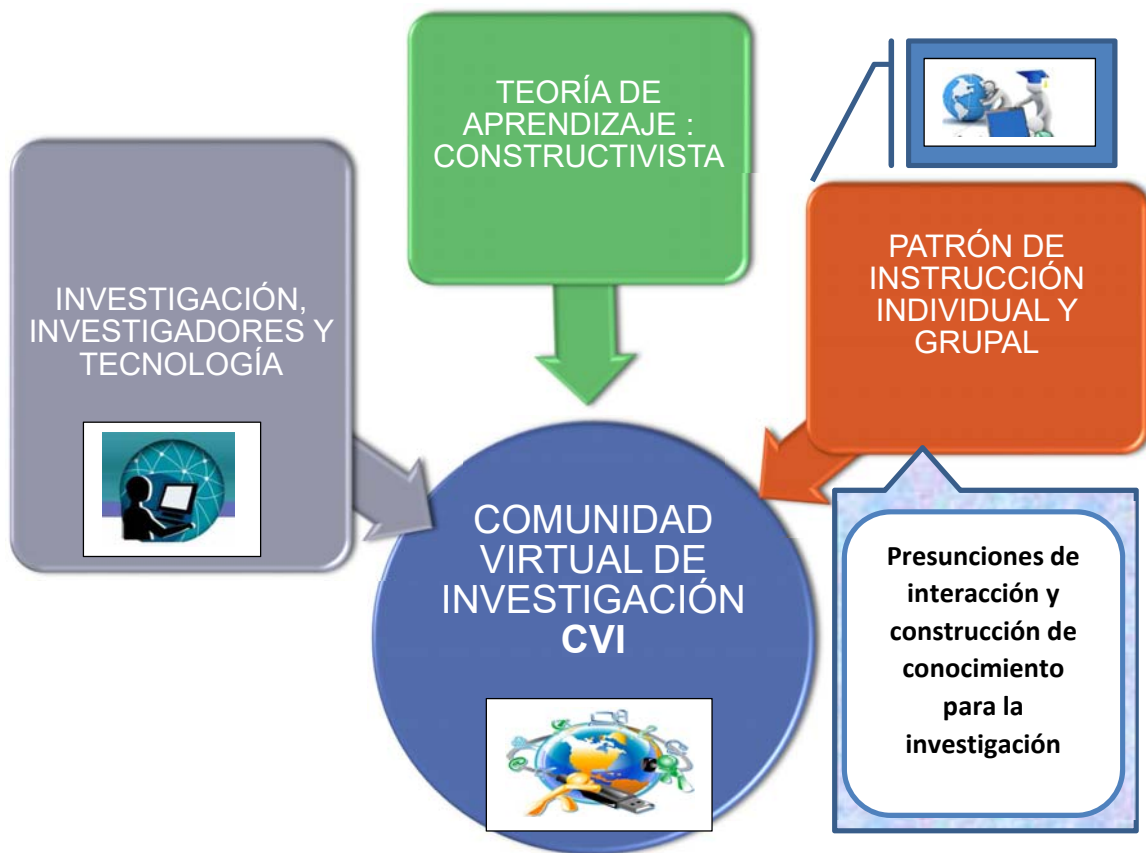 TEORÍA DE
APRENDIZAJE :
CONSTRUCTIVISTA
INVESTIGACIÓN,
INVESTIGADORES Y
TECNOLOGÍA
PATRÓN DE
INSTRUCCIÓN
INDIVIDUAL Y
GRUPAL
COMUNIDAD
VIRTUAL DE
INVESTIGACIÓN
CVI
Presunciones de
interacción y
construcción de
conocimiento
para la
investigación